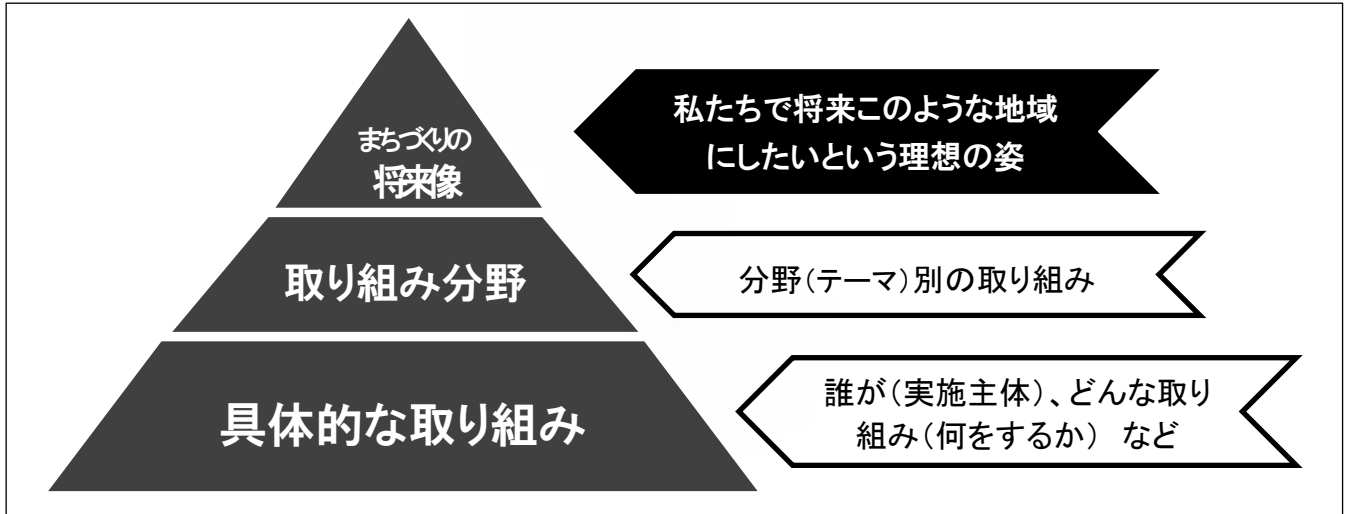 まちづくりの
将来像
私たちで将来このような地域
にしたいという理想の姿
取り組み分野
分野(テーマ)別の取り組み
具体的な取り組み
誰が(実施主体)、どんな取り
組み(何をするか) など